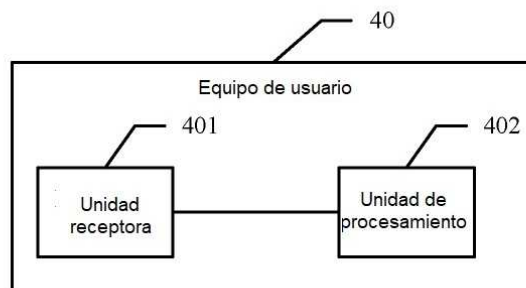 40
Equipo de usuario
401
402
Unidad
receptora
Unidad de
procesamiento